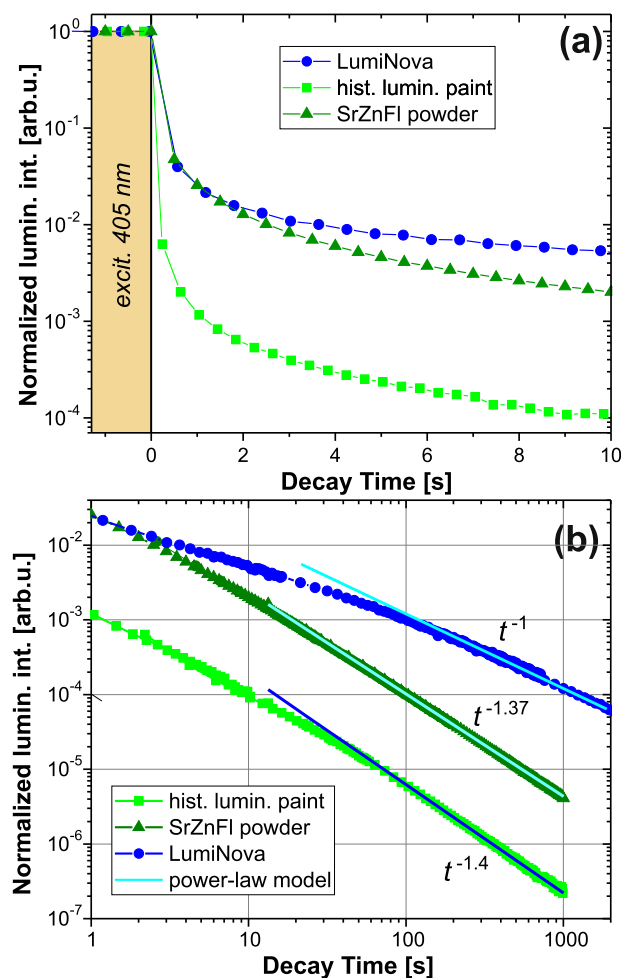 (a)
LumiNova
hist. lumin. paint
SrZnFl powder
Normalized lumin. int. [arb.u.]
10^0
10^-1
10^-2
10^-3
10^-4
excit. 405 nm
0 2 4 6 8 10
Decay Time [s]
(b)
Normalized lumin. int. [arb.u.]
10^-2
10^-3
10^-4
10^-5
10^-6
10^-7
t^-1
t^-1.37
t^-1.4
hist. lumin. paint
SrZnFl powder
LumiNova
power-law model
1 10 100 1000
Decay Time [s]